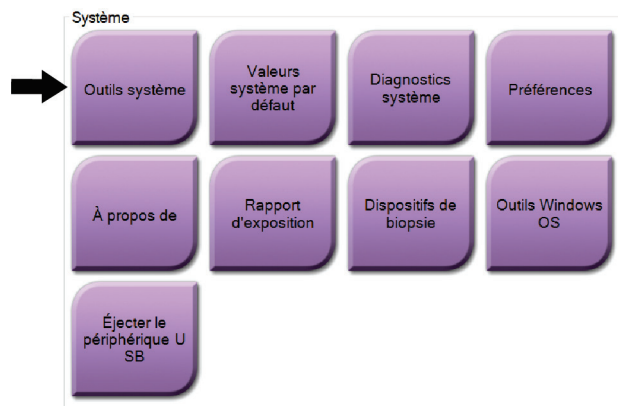 Système
Outils système
Valeurs
système par
défaut
Diagnostics
système
Préférences
À propos de
Rapport
d'exposition
Dispositifs de
biopsie
Outils Windows
OS
Éjecter le
périphérique U
SB